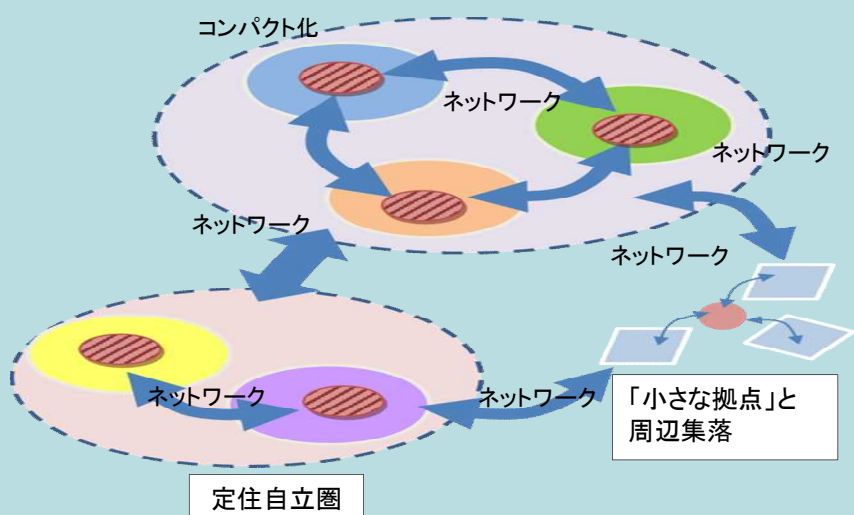 コンパクト化
ネットワーク
ネットワーク
ネットワーク
ネットワーク
ネットワーク
ネットワーク
「小さな拠点」と
周辺集落
定住自立圏